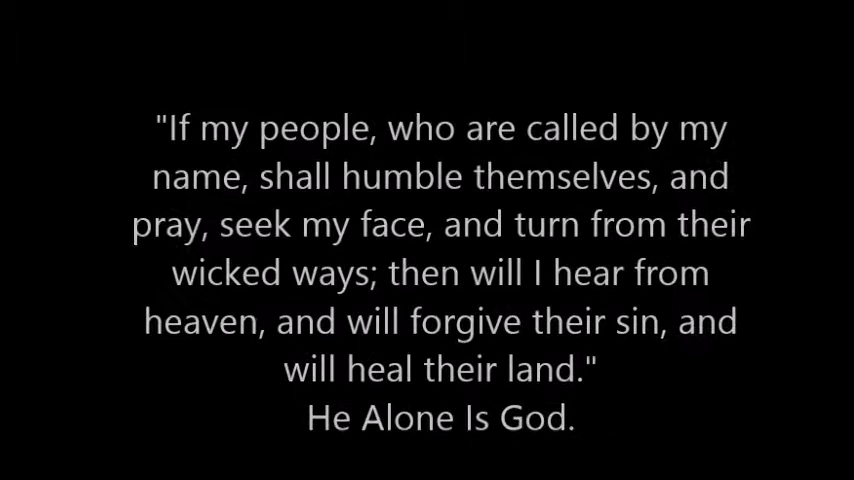 "If my people, who are called by my
name, shall humble themselves, and
pray, seek my face, and turn from their
wicked ways; then will I hear from
heaven, and will forgive their sin, and
will heal their land."
He Alone Is God.